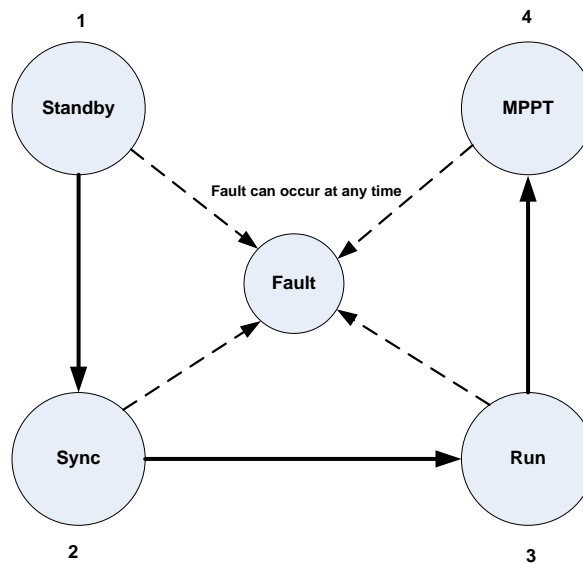 1
4
Standby
MPPT
Fault can occur at any time
Fault
Sync
Run
2
3